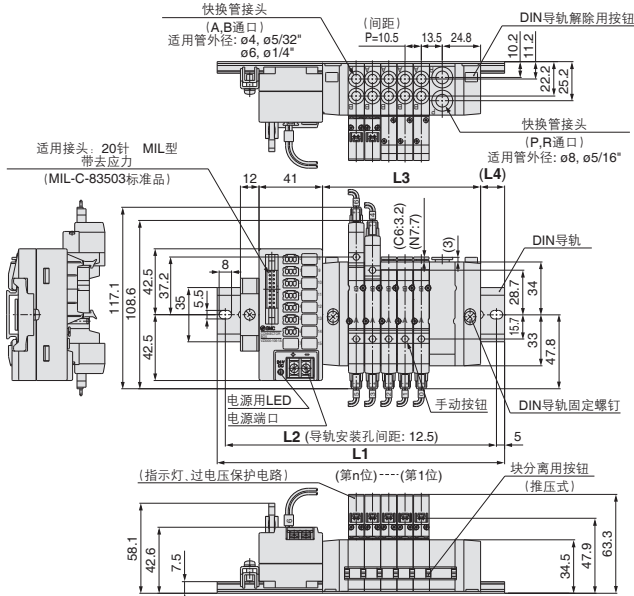 快换管接头
(A,B通口)
适用管外径: ø4, ø5/32"
ø6, ø1/4"
(间距)
P=10.5
13.5
24.8
DIN导轨解除用按钮
10.2
11.2
22.2
25.2
快换管接头
(P,R通口)
适用管外径: ø8, ø5/16"
适用接头: 20针 MIL型
带去应力
(MIL-C-83503标准品)
12
41
L3
(L4)
(C6:3.2)
(N7:7)
(3)
DIN导轨
117.1
108.6
42.5
37.2
35
8
5.5
42.5
28.7
34
15.7
33
47.8
电源用LED
电源端口
手动按钮
DIN导轨固定螺钉
L2 (导轨安装孔间距: 12.5)
5
L1
(指示灯、过电压保护电路)
(第n位)----(第1位)
块分离用按钮
(推压式)
58.1
42.6
7.5
34.5
47.9
63.3